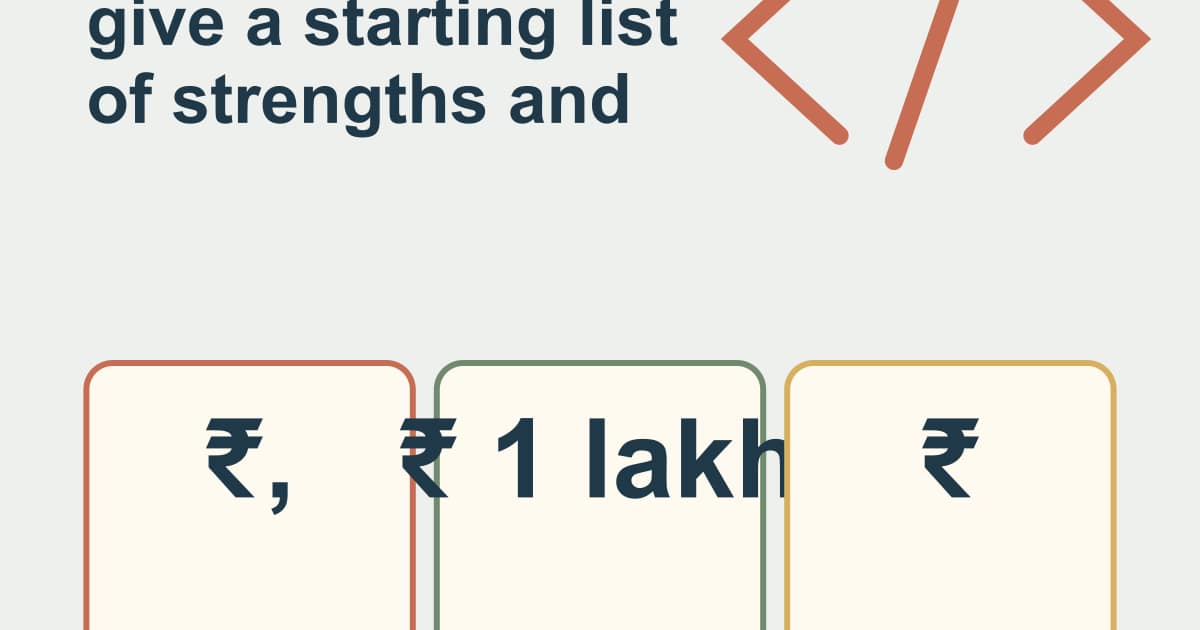 give a starting list
of strengths and
₹,
₹ 1 lakh
₹